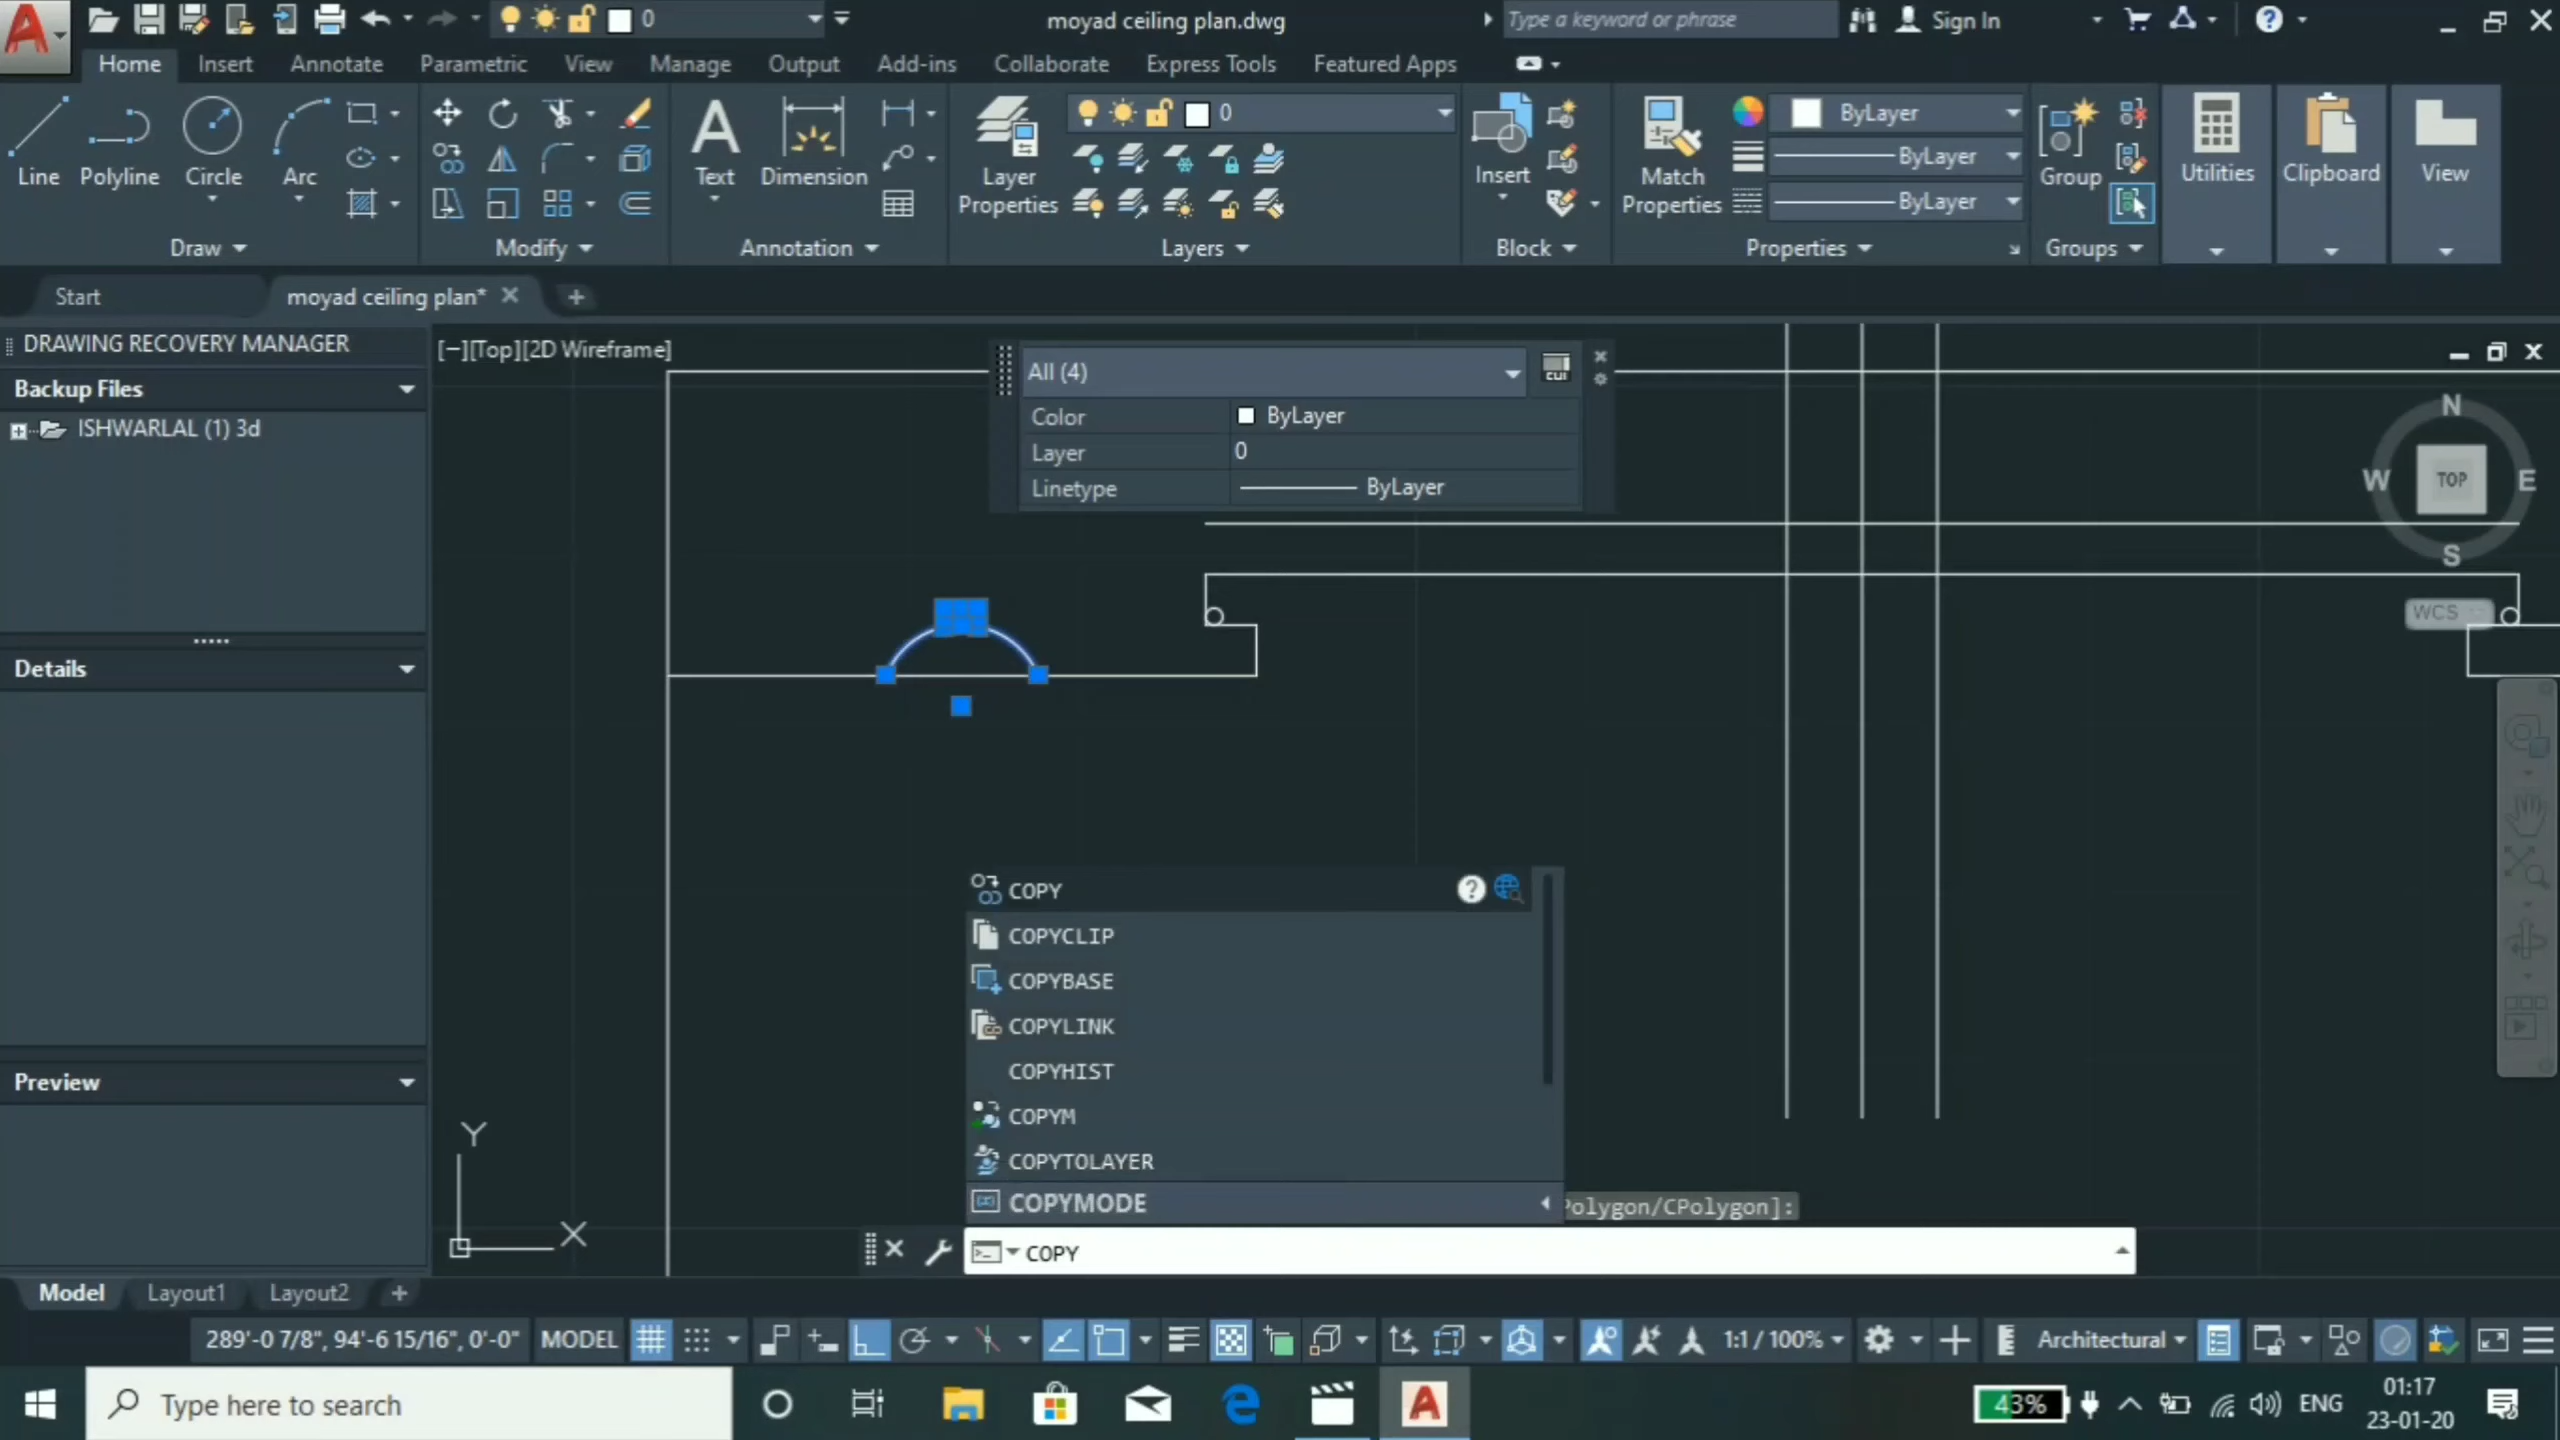 0
moyad ceiling plan.dwg
Type a keyword or phrase
Sign In
Home Insert Annotate Parametric View Manage Output Add-ins Collaborate Express Tools Featured Apps
Line Polyline Circle Arc
Text Dimension
Layer Properties
0
Insert
Match Properties
ByLayer
ByLayer
ByLayer
Group
Utilities
Clipboard
View
Draw Modify Annotation Layers Block Properties Groups
Start
moyad ceiling plan*
DRAWING RECOVERY MANAGER
Backup Files
ISHWARLAL (1) 3d
Details
Preview
[−][Top][2D Wireframe]
All (4)
CUI
Color ByLayer
Layer 0
Linetype ByLayer
N
W TOP E
S
WCS
COPY
COPYCLIP
COPYBASE
COPYLINK
COPYHIST
COPYM
COPYTOLAYER
COPYMODE
Polygon/CPolygon]:
COPY
Y
X
Model Layout1 Layout2
289'-0 7/8", 94'-6 15/16", 0'-0" MODEL
1:1 / 100%
Architectural
Type here to search
43%
ENG
01:17
23-01-20